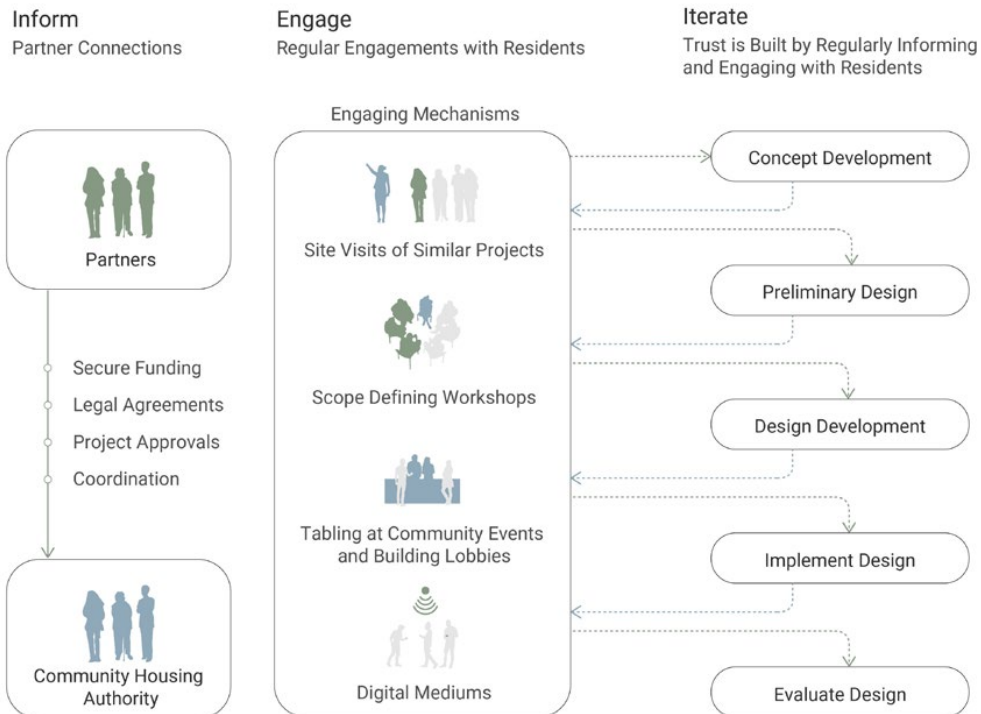 Inform
Partner Connections
Partners
Secure Funding
Legal Agreements
Project Approvals
Coordination
Community Housing
Authority
Engage
Regular Engagements with Residents
Engaging Mechanisms
Site Visits of Similar Projects
Scope Defining Workshops
Tabling at Community Events
and Building Lobbies
Digital Mediums
Iterate
Trust is Built by Regularly Informing
and Engaging with Residents
Concept Development
Preliminary Design
Design Development
Implement Design
Evaluate Design